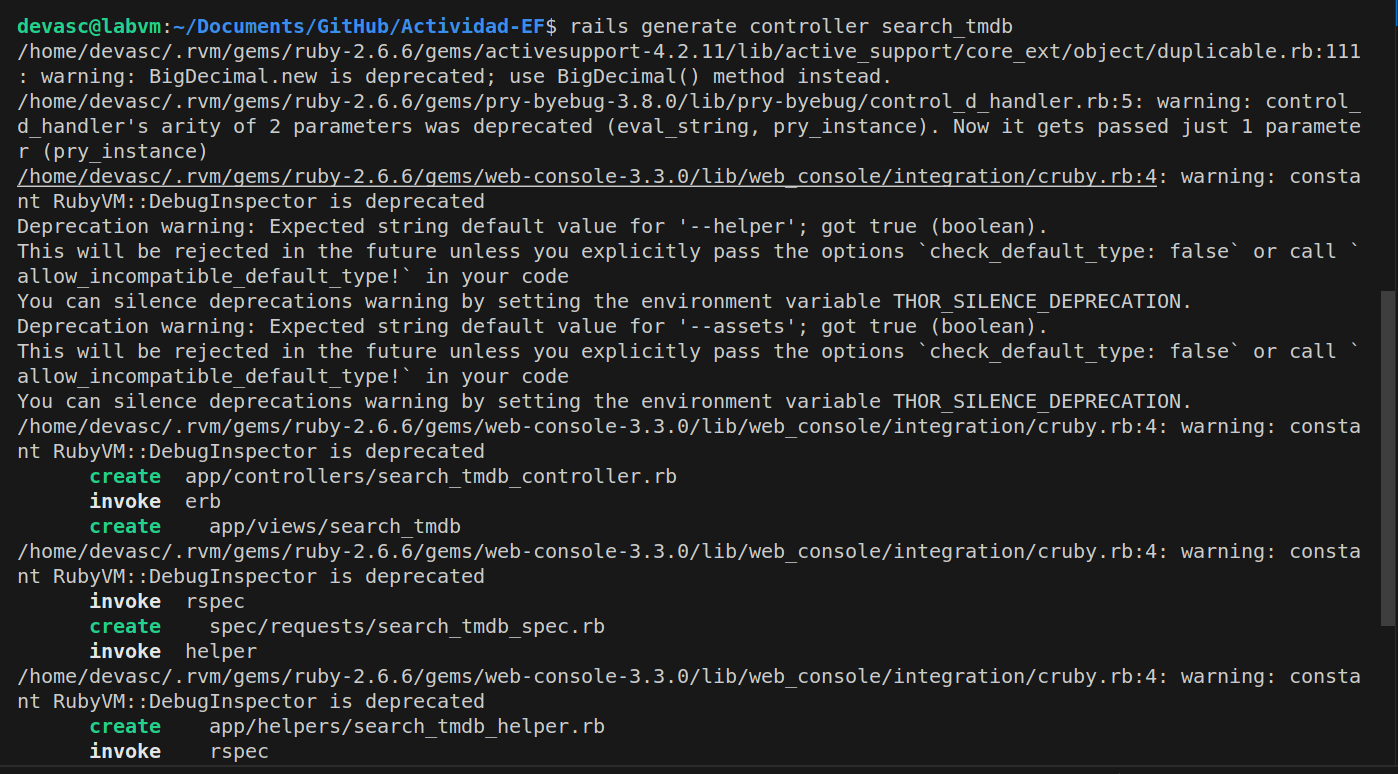 devasc@labvm:~/Documents/GitHub/Actividad-EF$ rails generate controller search_tmdb
/home/devasc/.rvm/gems/ruby-2.6.6/gems/activesupport-4.2.11/lib/active_support/core_ext/object/duplicable.rb:111
: warning: BigDecimal.new is deprecated; use BigDecimal() method instead.
/home/devasc/.rvm/gems/ruby-2.6.6/gems/pry-byebug-3.8.0/lib/pry-byebug/control_d_handler.rb:5: warning: control_
d_handler's arity of 2 parameters was deprecated (eval_string, pry_instance). Now it gets passed just 1 paramete
r (pry_instance)
/home/devasc/.rvm/gems/ruby-2.6.6/gems/web-console-3.3.0/lib/web_console/integration/cruby.rb:4: warning: consta
nt RubyVM::DebugInspector is deprecated
Deprecation warning: Expected string default value for '--helper'; got true (boolean).
This will be rejected in the future unless you explicitly pass the options `check_default_type: false` or call `
allow_incompatible_default_type!` in your code
You can silence deprecations warning by setting the environment variable THOR_SILENCE_DEPRECATION.
Deprecation warning: Expected string default value for '--assets'; got true (boolean).
This will be rejected in the future unless you explicitly pass the options `check_default_type: false` or call `
allow_incompatible_default_type!` in your code
You can silence deprecations warning by setting the environment variable THOR_SILENCE_DEPRECATION.
/home/devasc/.rvm/gems/ruby-2.6.6/gems/web-console-3.3.0/lib/web_console/integration/cruby.rb:4: warning: consta
nt RubyVM::DebugInspector is deprecated
      create  app/controllers/search_tmdb_controller.rb
      invoke  erb
      create    app/views/search_tmdb
/home/devasc/.rvm/gems/ruby-2.6.6/gems/web-console-3.3.0/lib/web_console/integration/cruby.rb:4: warning: consta
nt RubyVM::DebugInspector is deprecated
      invoke  rspec
      create    spec/requests/search_tmdb_spec.rb
      invoke  helper
/home/devasc/.rvm/gems/ruby-2.6.6/gems/web-console-3.3.0/lib/web_console/integration/cruby.rb:4: warning: consta
nt RubyVM::DebugInspector is deprecated
      create    app/helpers/search_tmdb_helper.rb
      invoke    rspec